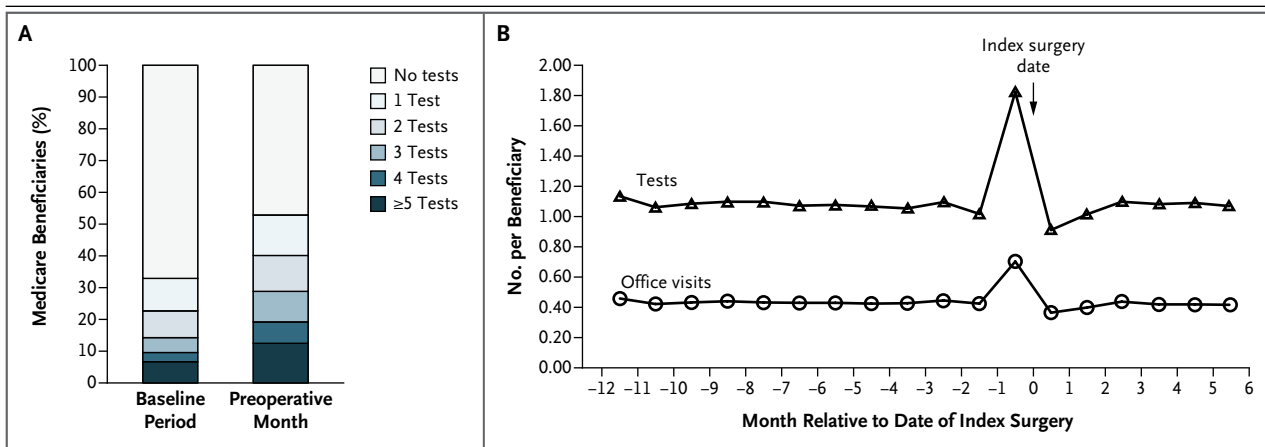 A
100
90
80
70
60
50
40
30
20
10
0
Medicare Beneficiaries (%)
Baseline
Period
Preoperative
Month
No tests
1 Test
2 Tests
3 Tests
4 Tests
≥5 Tests
B
Index surgery
date
2.00
1.80
1.60
1.40
1.20
1.00
0.80
0.60
0.40
0.20
0.00
No. per Beneficiary
Tests
Office visits
−12 −11 −10 −9 −8 −7 −6 −5 −4 −3 −2 −1 0 1 2 3 4 5 6
Month Relative to Date of Index Surgery